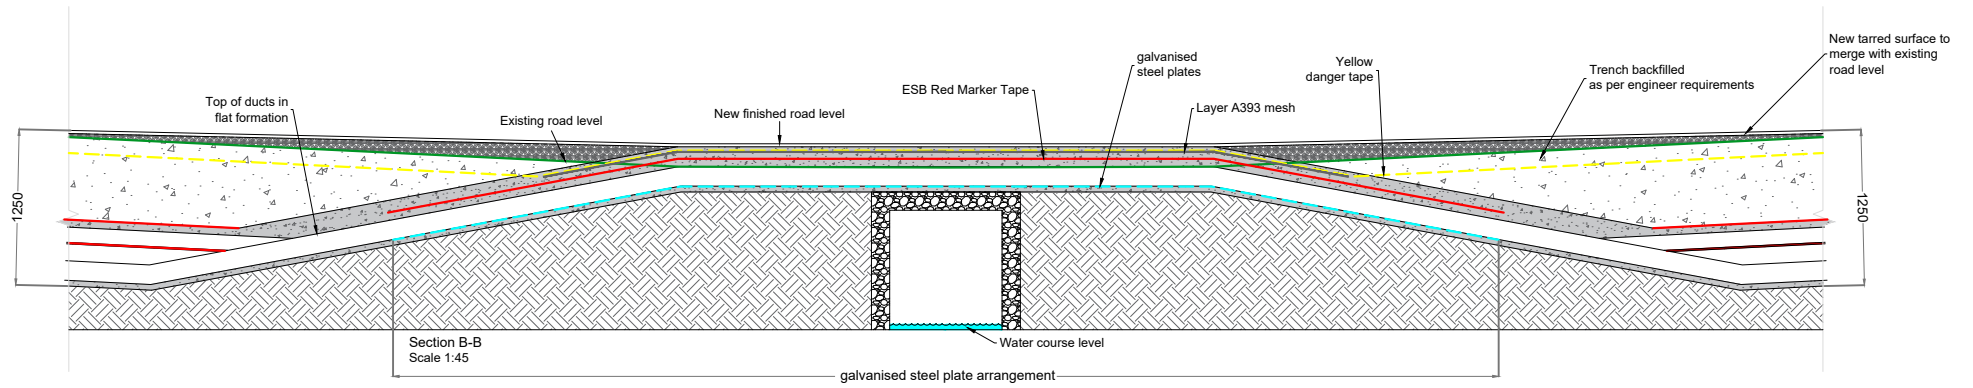 New tarred surface to
merge with existing
road level
galvanised
steel plates
Yellow
danger tape
Trench backfilled
as per engineer requirements
ESB Red Marker Tape
Top of ducts in
flat formation
Existing road level
New finished road level
Layer A393 mesh
1250
1250
Section B-B
Scale 1:45
Water course level
galvanised steel plate arrangement